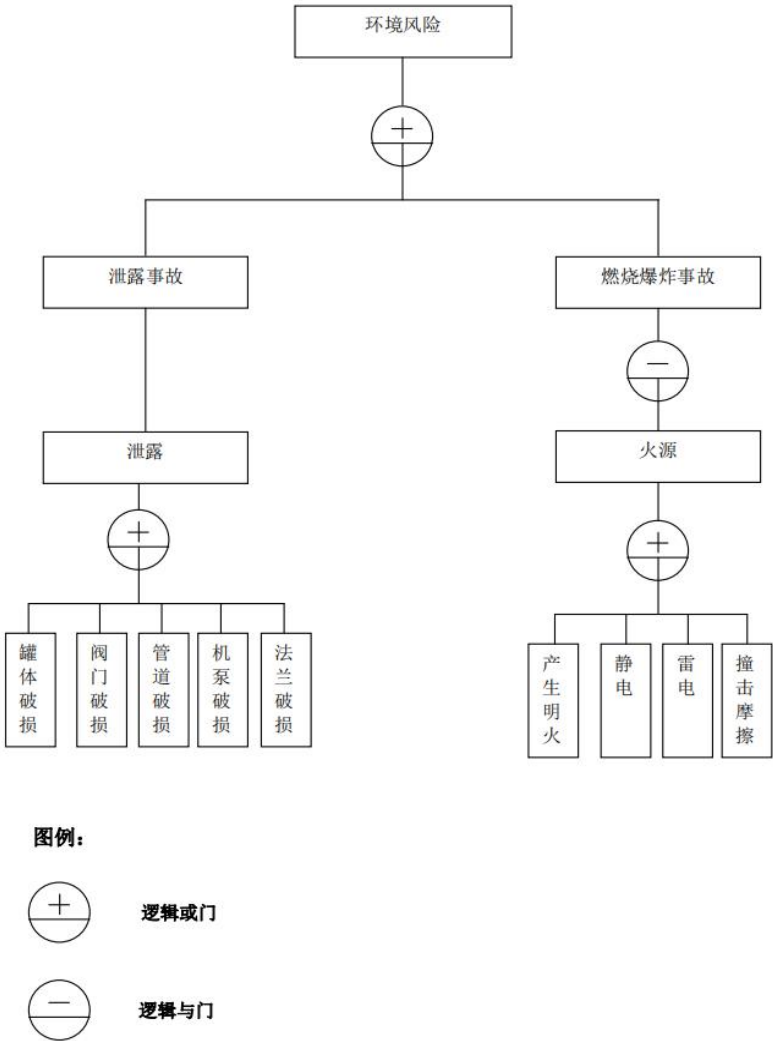 环境风险
泄露事故
燃烧爆炸事故
泄露
火源
罐体破损
阀门破损
管道破损
机泵破损
法兰破损
产生明火
静电
雷电
撞击摩擦
图例：
逻辑或门
逻辑与门